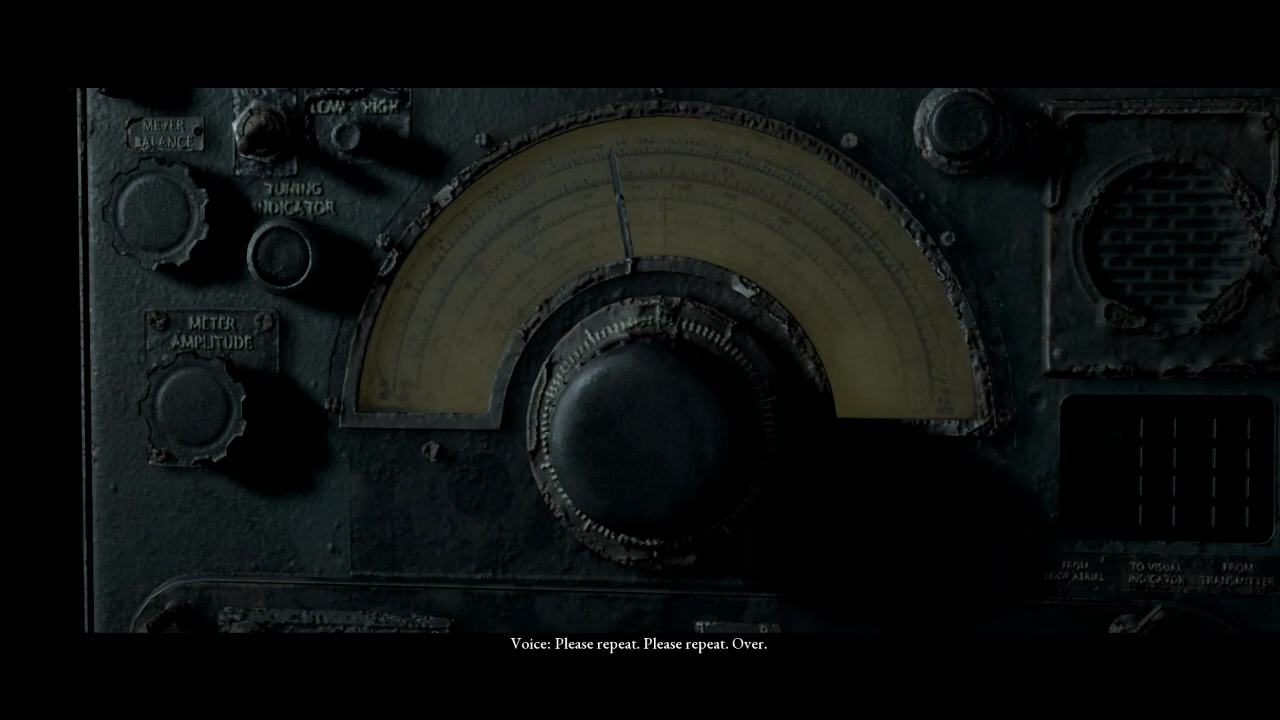 METER
BALANCE
LOW - HIGH
TUNING
INDICATOR
METER
AMPLITUDE
FROM
LOOP AERIAL
TO VISUAL
INDICATOR
FROM
TRANSMITTER
Voice: Please repeat. Please repeat. Over.